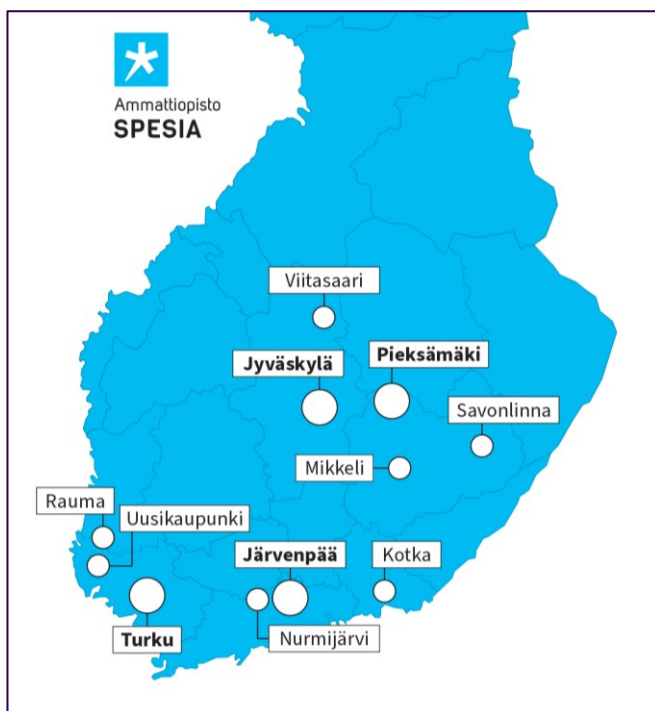 Ammattiopisto
SPESIA
Viitasaari
Jyväskylä
Pieksämäki
Savonlinna
Mikkeli
Rauma
Uusikaupunki
Järvenpää
Kotka
Turku
Nurmijärvi